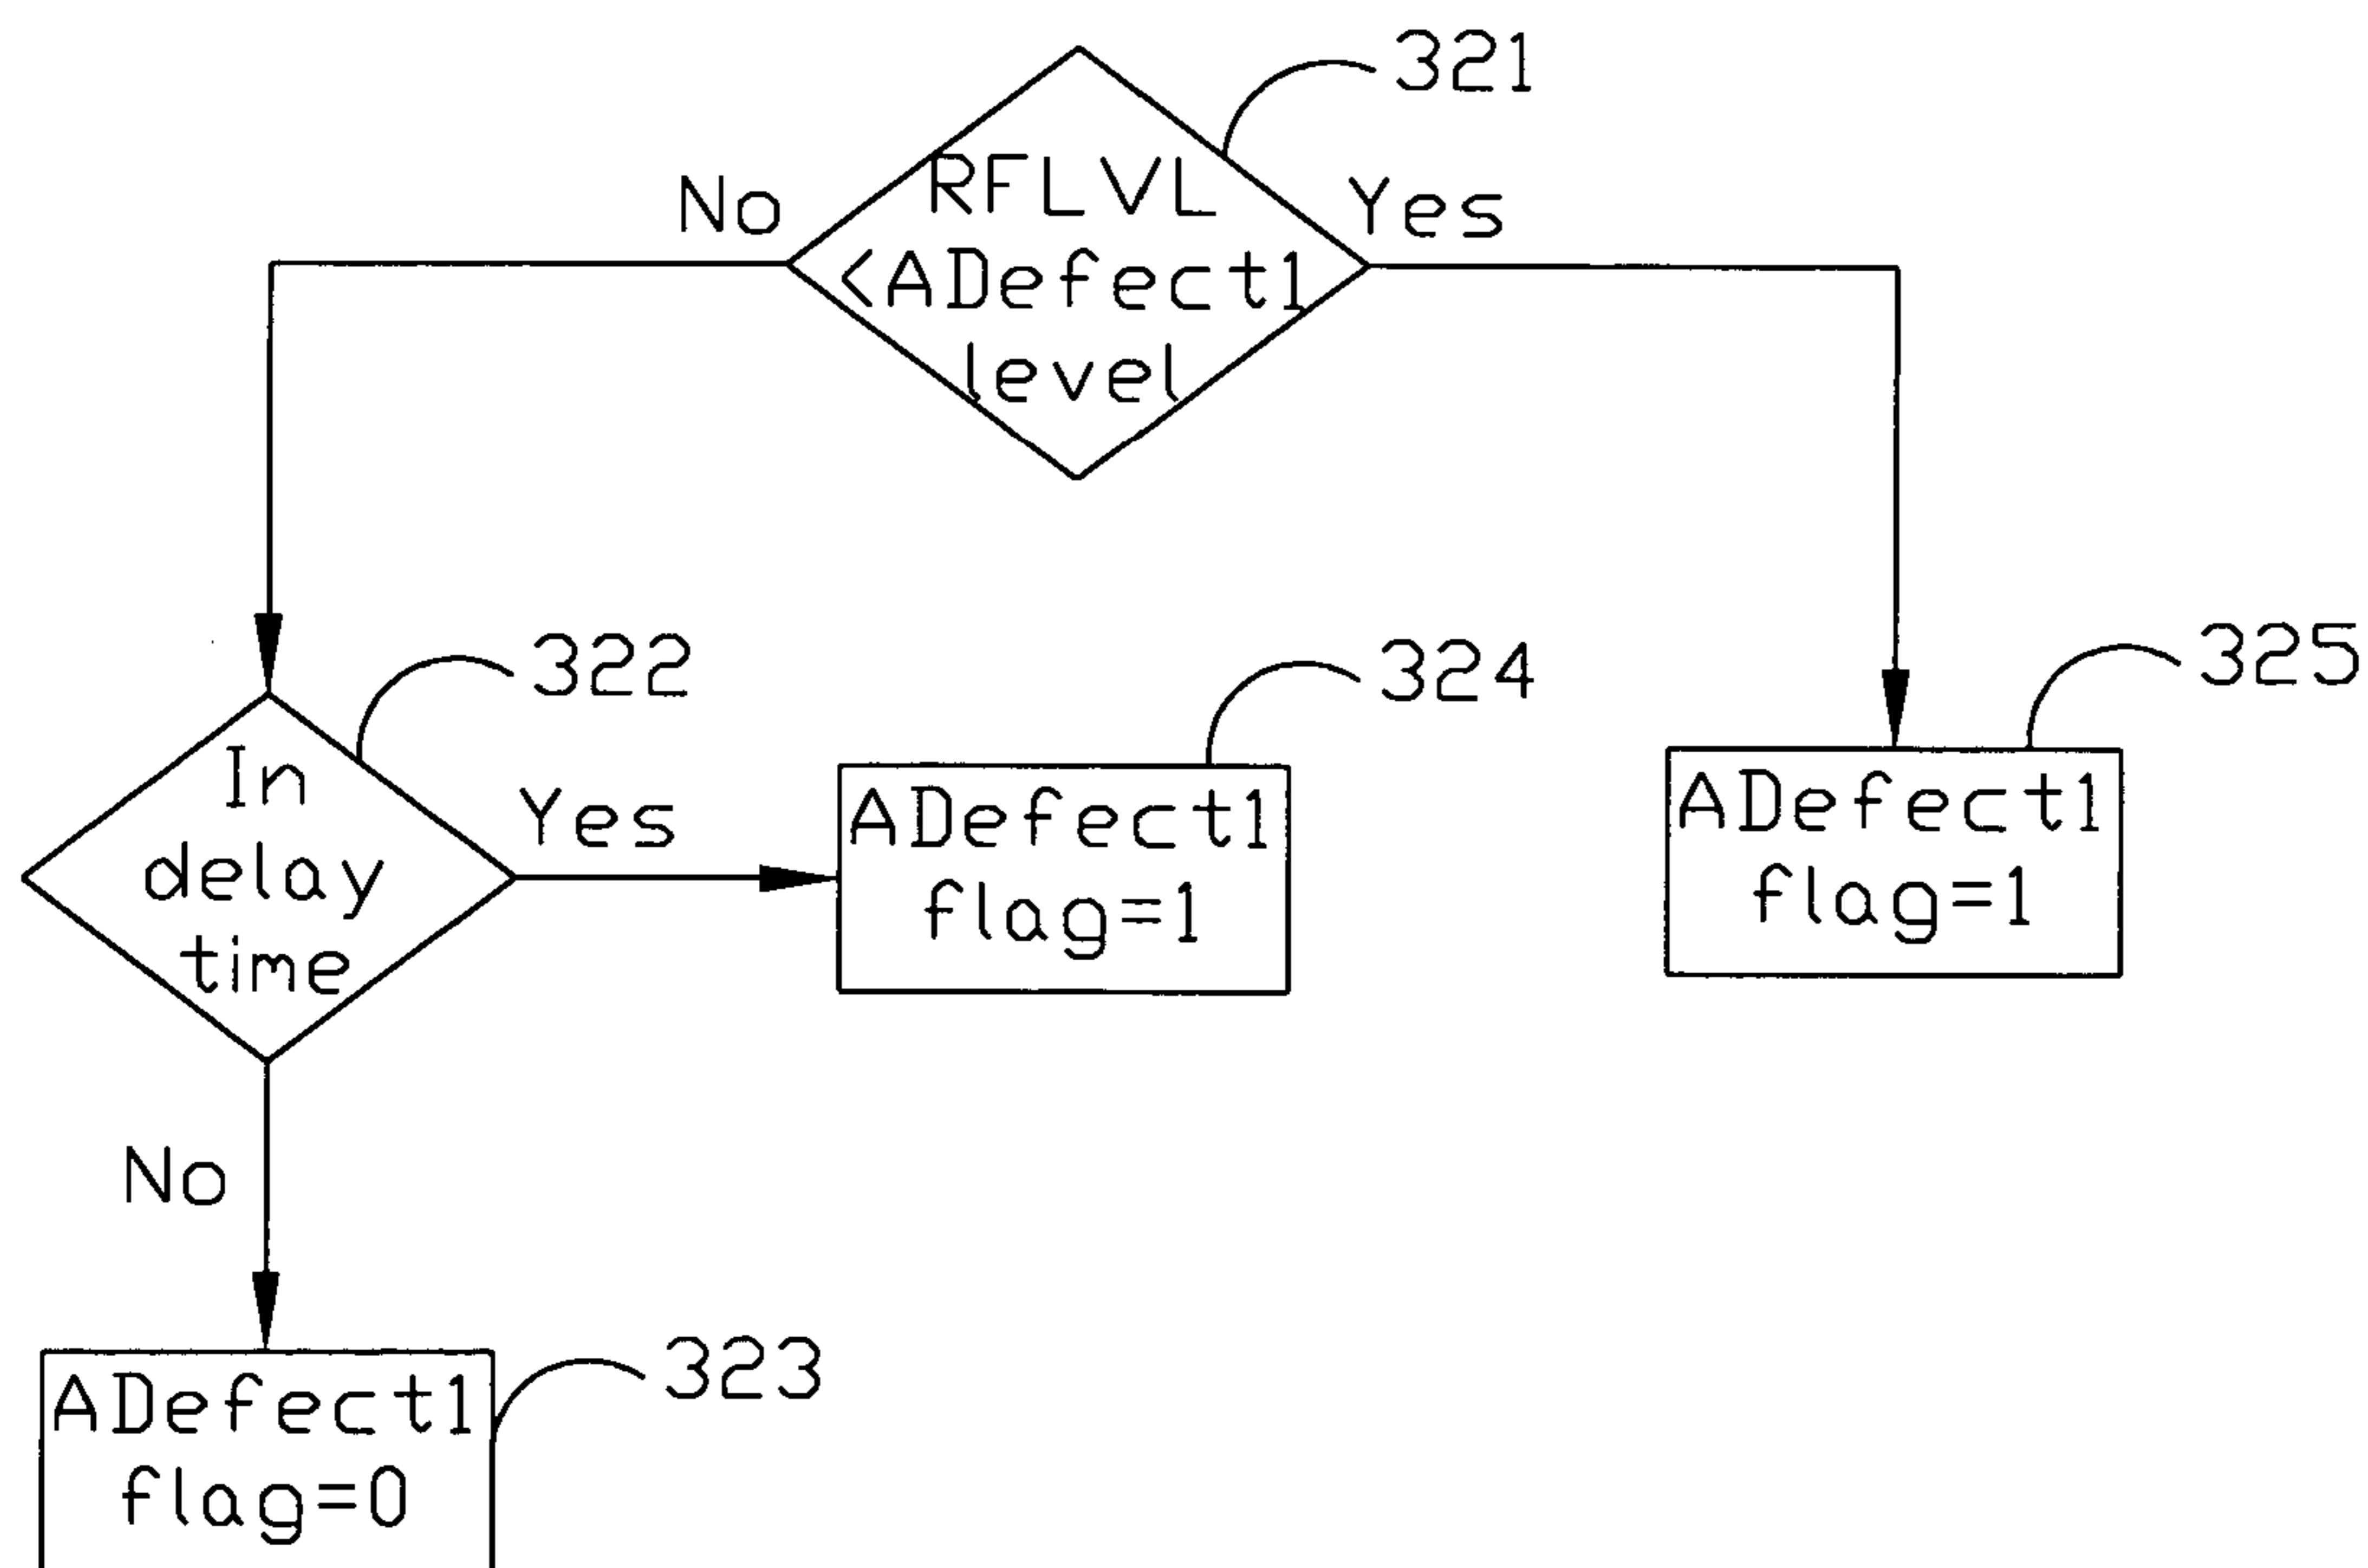 321
RFLVL
<ADefect1
level
No
Yes
322
In
delay
time
Yes
No
324
ADefect1
flag=1
325
ADefect1
flag=1
323
ADefect1
flag=0